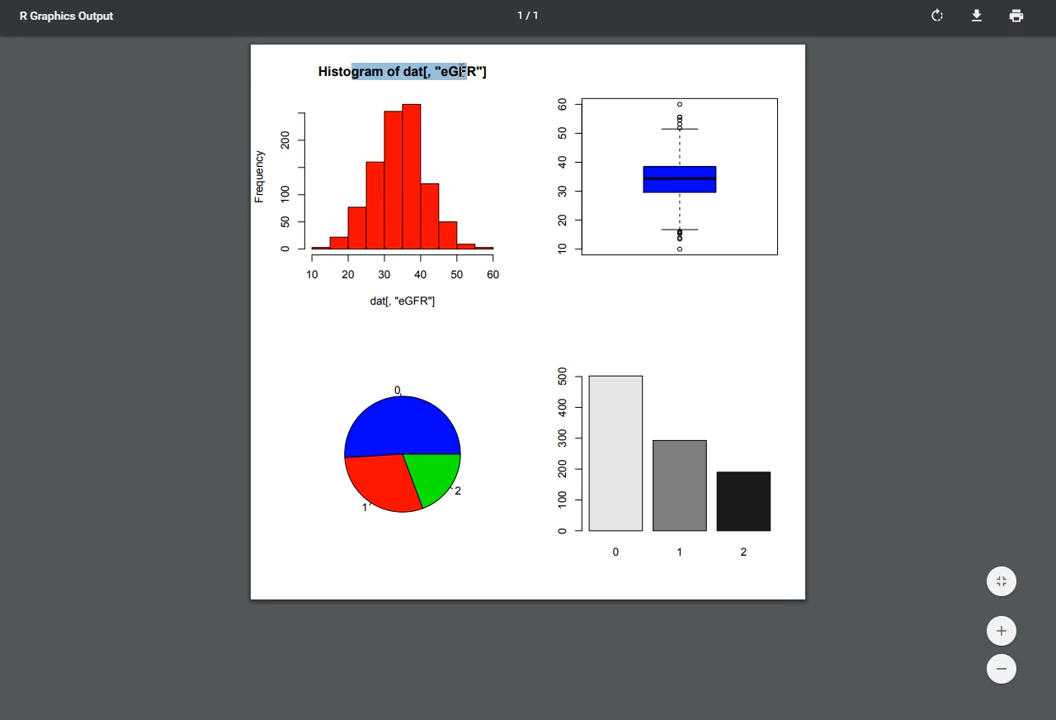 R Graphics Output
1 / 1
Histogram of dat[, "eGFR"]
Frequency
200
100
50
0
10 20 30 40 50 60
dat[, "eGFR"]
60
50
40
30
20
10
0
1
2
500
400
300
200
100
0
0 1 2